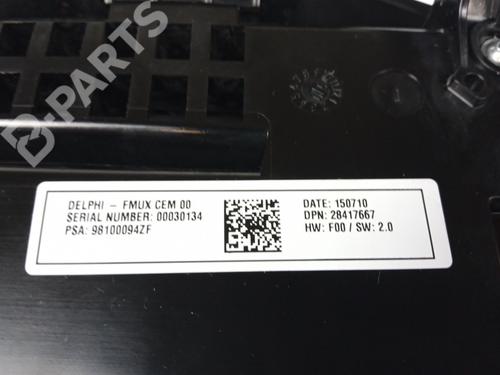 B-PARTS
DELPHI - FMUX CEM 00
SERIAL NUMBER: 00030134
PSA: 98100094ZF
DATE: 150710
DPN: 28417667
HW: F00 / SW: 2.0